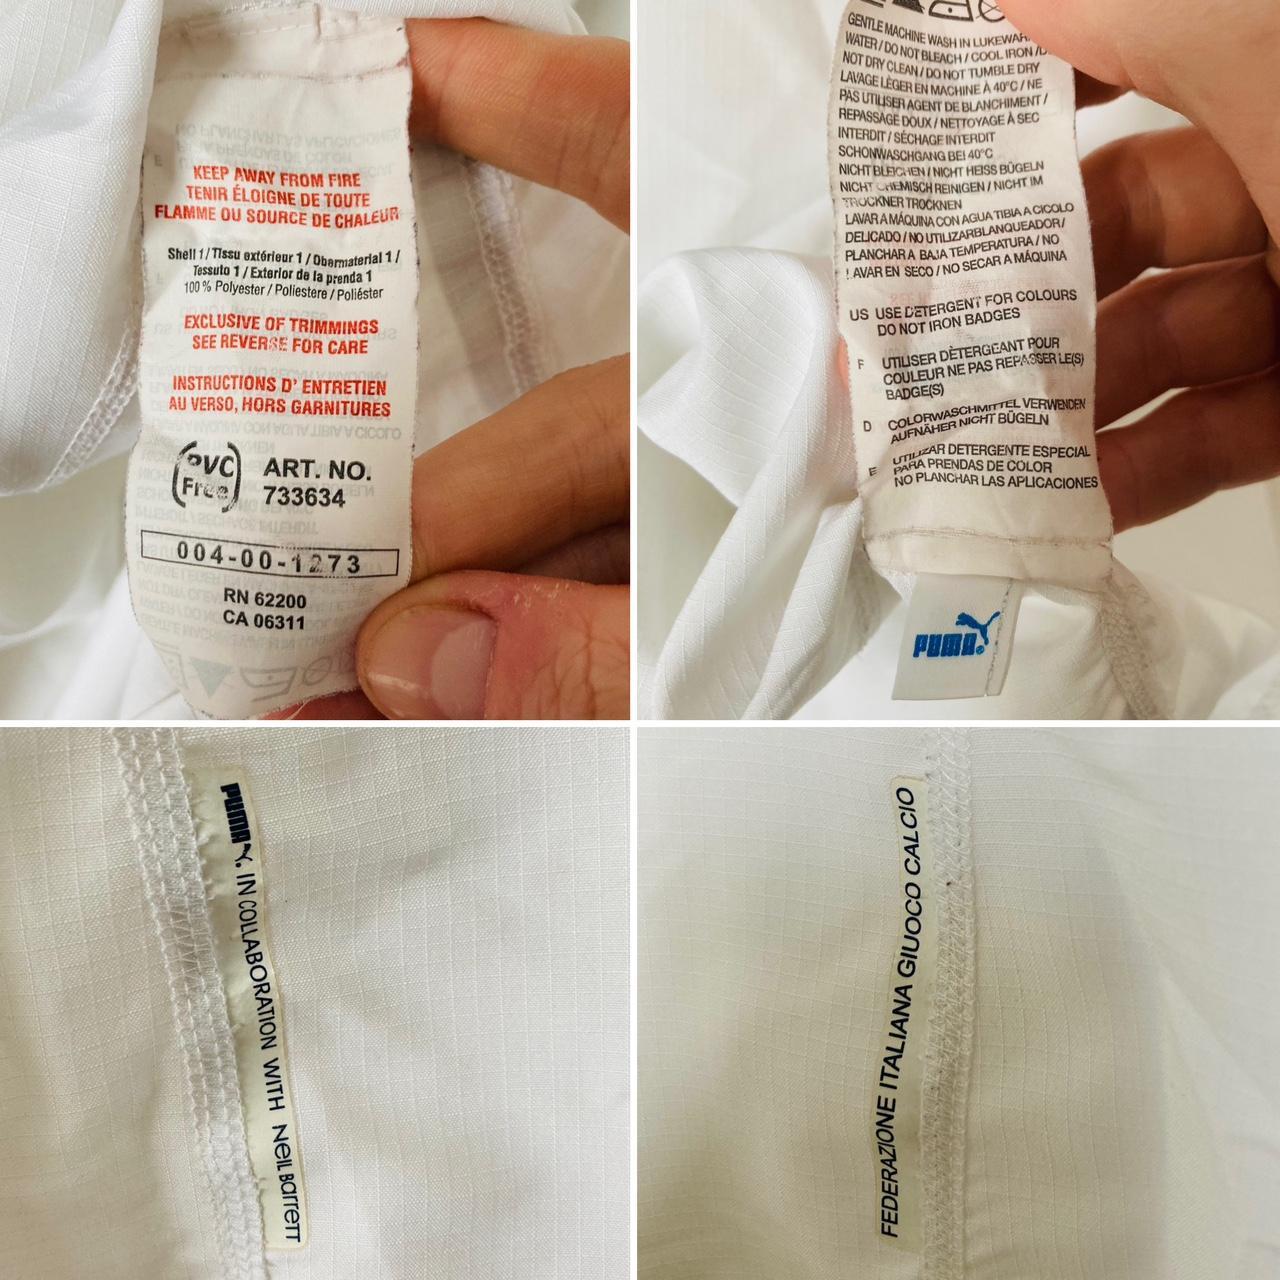 KEEP AWAY FROM FIRE
TENIR ÉLOIGNE DE TOUTE
FLAMME OU SOURCE DE CHALEUR
Shell 1 / Tissu extérieur 1 / Obermaterial 1 /
Tessuto 1 / Exterior de la prenda 1
100 % Polyester / Poliestere / Poliéster
EXCLUSIVE OF TRIMMINGS
SEE REVERSE FOR CARE
INSTRUCTIONS D' ENTRETIEN
AU VERSO, HORS GARNITURES
PVC
Free
ART. NO.
733634
004-00-1273
RN 62200
CA 06311
GENTLE MACHINE WASH IN LUKEWARM
WATER / DO NOT BLEACH / COOL IRON /
NOT DRY CLEAN / DO NOT TUMBLE DRY
LAVAGE LÈGER EN MACHINE À 40°C / NE
PAS UTILISER AGENT DE BLANCHIMENT /
REPASSAGE DOUX / NETTOYAGE À SEC
INTERDIT / SÈCHAGE INTERDIT
SCHONWASCHGANG BEI 40°C
NICHT BLEICHEN / NICHT HEISS BÜGELN
NICHT CHEMISCH REINIGEN / NICHT IM
TROCKNER TROCKNEN
LAVAR A MÁQUINA CON AGUA TIBIA A CICOLO
DELICADO / NO UTILIZARBLANQUEADOR/
PLANCHAR A BAJA TEMPERATURA / NO
LAVAR EN SECO / NO SECAR A MÁQUINA
US USE DETERGENT FOR COLOURS
DO NOT IRON BADGES
F UTILISER DÈTERGEANT POUR
COULEUR NE PAS REPASSER LE(S)
BADGE(S)
D COLORWASCHMITTEL VERWENDEN
AUFNÄHER NICHT BÜGELN
E UTILIZAR DETERGENTE ESPECIAL
PARA PRENDAS DE COLOR
NO PLANCHAR LAS APLICACIONES
PUMA
PUMA IN COLLABORATION WITH NEIL BARRETT
FEDERAZIONE ITALIANA GIUOCO CALCIO